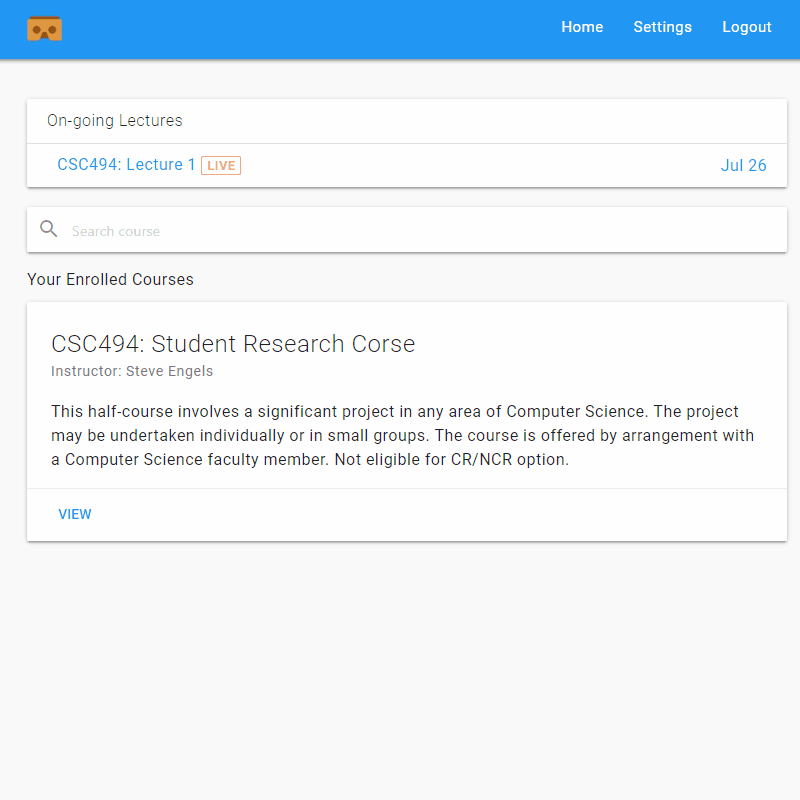 Home Settings Logout
On-going Lectures
CSC494: Lecture 1 LIVE Jul 26
Search course
Your Enrolled Courses
CSC494: Student Research Corse
Instructor: Steve Engels
This half-course involves a significant project in any area of Computer Science. The project
may be undertaken individually or in small groups. The course is offered by arrangement with
a Computer Science faculty member. Not eligible for CR/NCR option.
VIEW